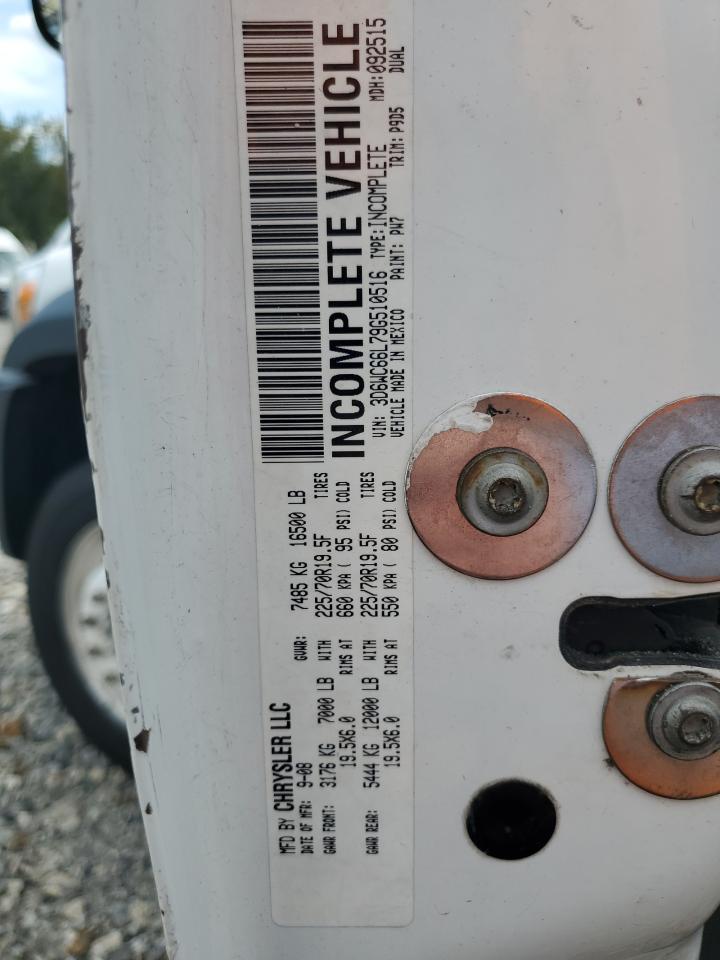 MFD BY CHRYSLER LLC
DATE OF MFR: 9-08 GVWR: 7485 KG 16500 LB
GAWR FRONT: 3176 KG 7000 LB WITH 225/70R19.5F TIRES
19.5X6.0 RIMS AT 660 KPA ( 95 PSI) COLD
GAWR REAR: 5444 KG 12000 LB WITH 225/70R19.5F TIRES
19.5X6.0 RIMS AT 550 KPA ( 80 PSI) COLD
INCOMPLETE VEHICLE
VIN: 3D6WC66L79G510516 TYPE:INCOMPLETE MDH:092515
VEHICLE MADE IN MEXICO PAINT: PW7 TRIM: P9D5 DUAL